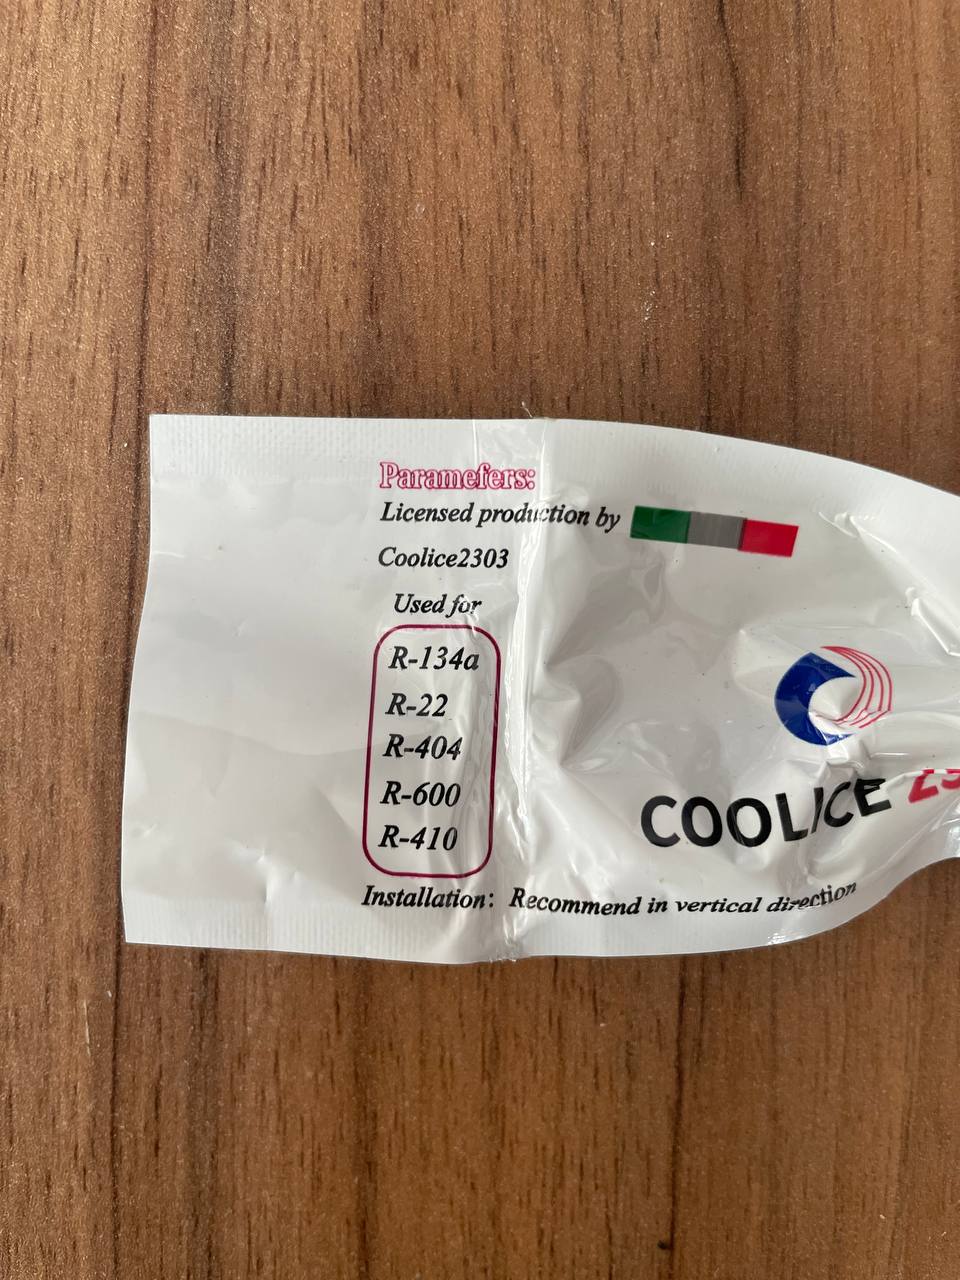 Paramefers:
Licensed production by
Coolice2303
Used for
R-134a
R-22
R-404
R-600
R-410
Installation: Recommend in vertical direction
COOLICE